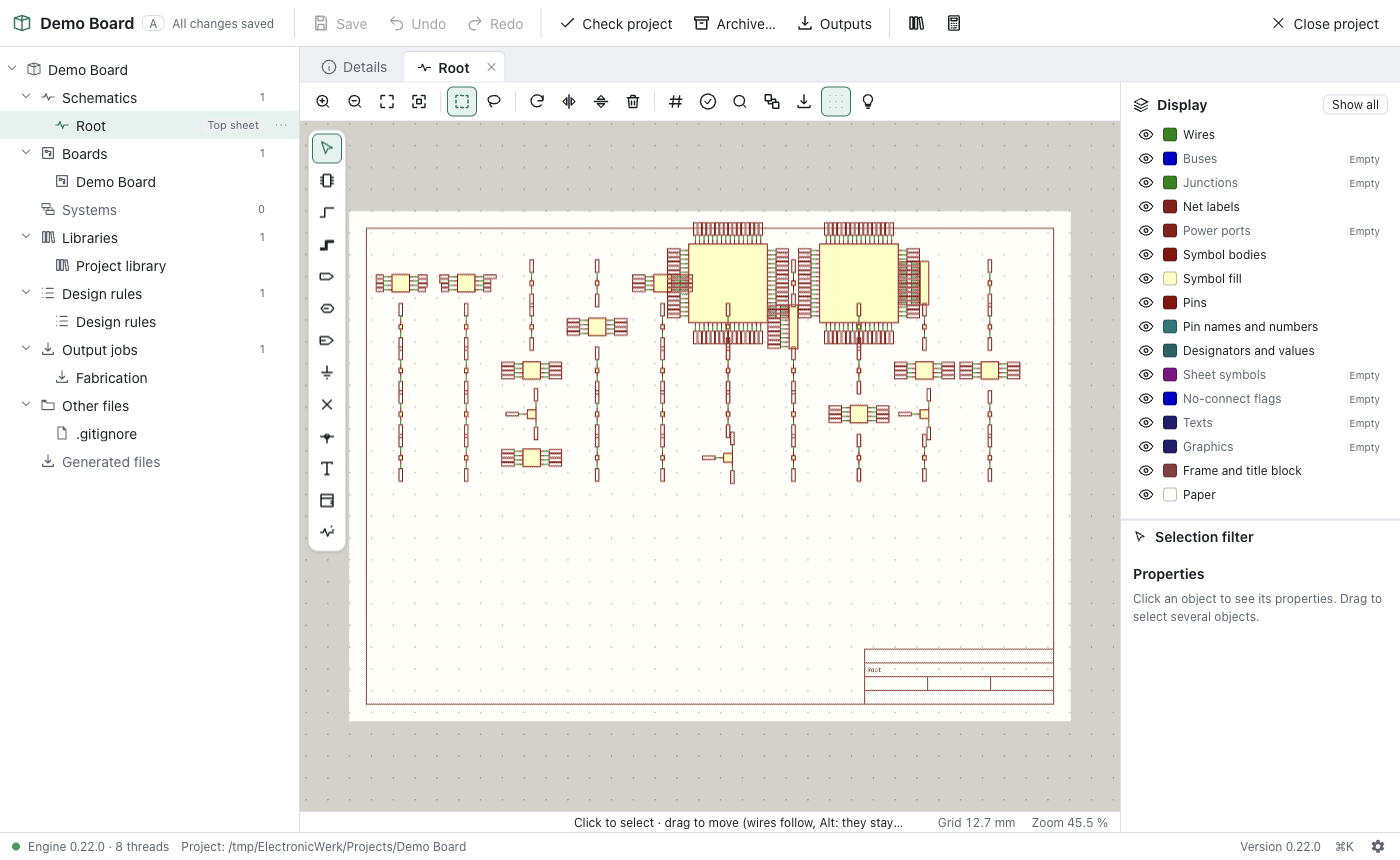 Demo Board A All changes saved Save Undo Redo Check project Archive... Outputs Close project
Demo Board
Schematics 1
Root Top sheet ...
Boards 1
Demo Board
Systems 0
Libraries 1
Project library
Design rules 1
Design rules
Output jobs 1
Fabrication
Other files
.gitignore
Generated files
Details Root
Root
Click to select · drag to move (wires follow, Alt: they stay... Grid 12.7 mm Zoom 45.5 %
Display Show all
Wires
Buses Empty
Junctions Empty
Net labels
Power ports Empty
Symbol bodies
Symbol fill
Pins
Pin names and numbers
Designators and values
Sheet symbols Empty
No-connect flags Empty
Texts Empty
Graphics Empty
Frame and title block
Paper
Selection filter
Properties
Click an object to see its properties. Drag to
select several objects.
Engine 0.22.0 · 8 threads Project: /tmp/ElectronicWerk/Projects/Demo Board Version 0.22.0 ⌘K